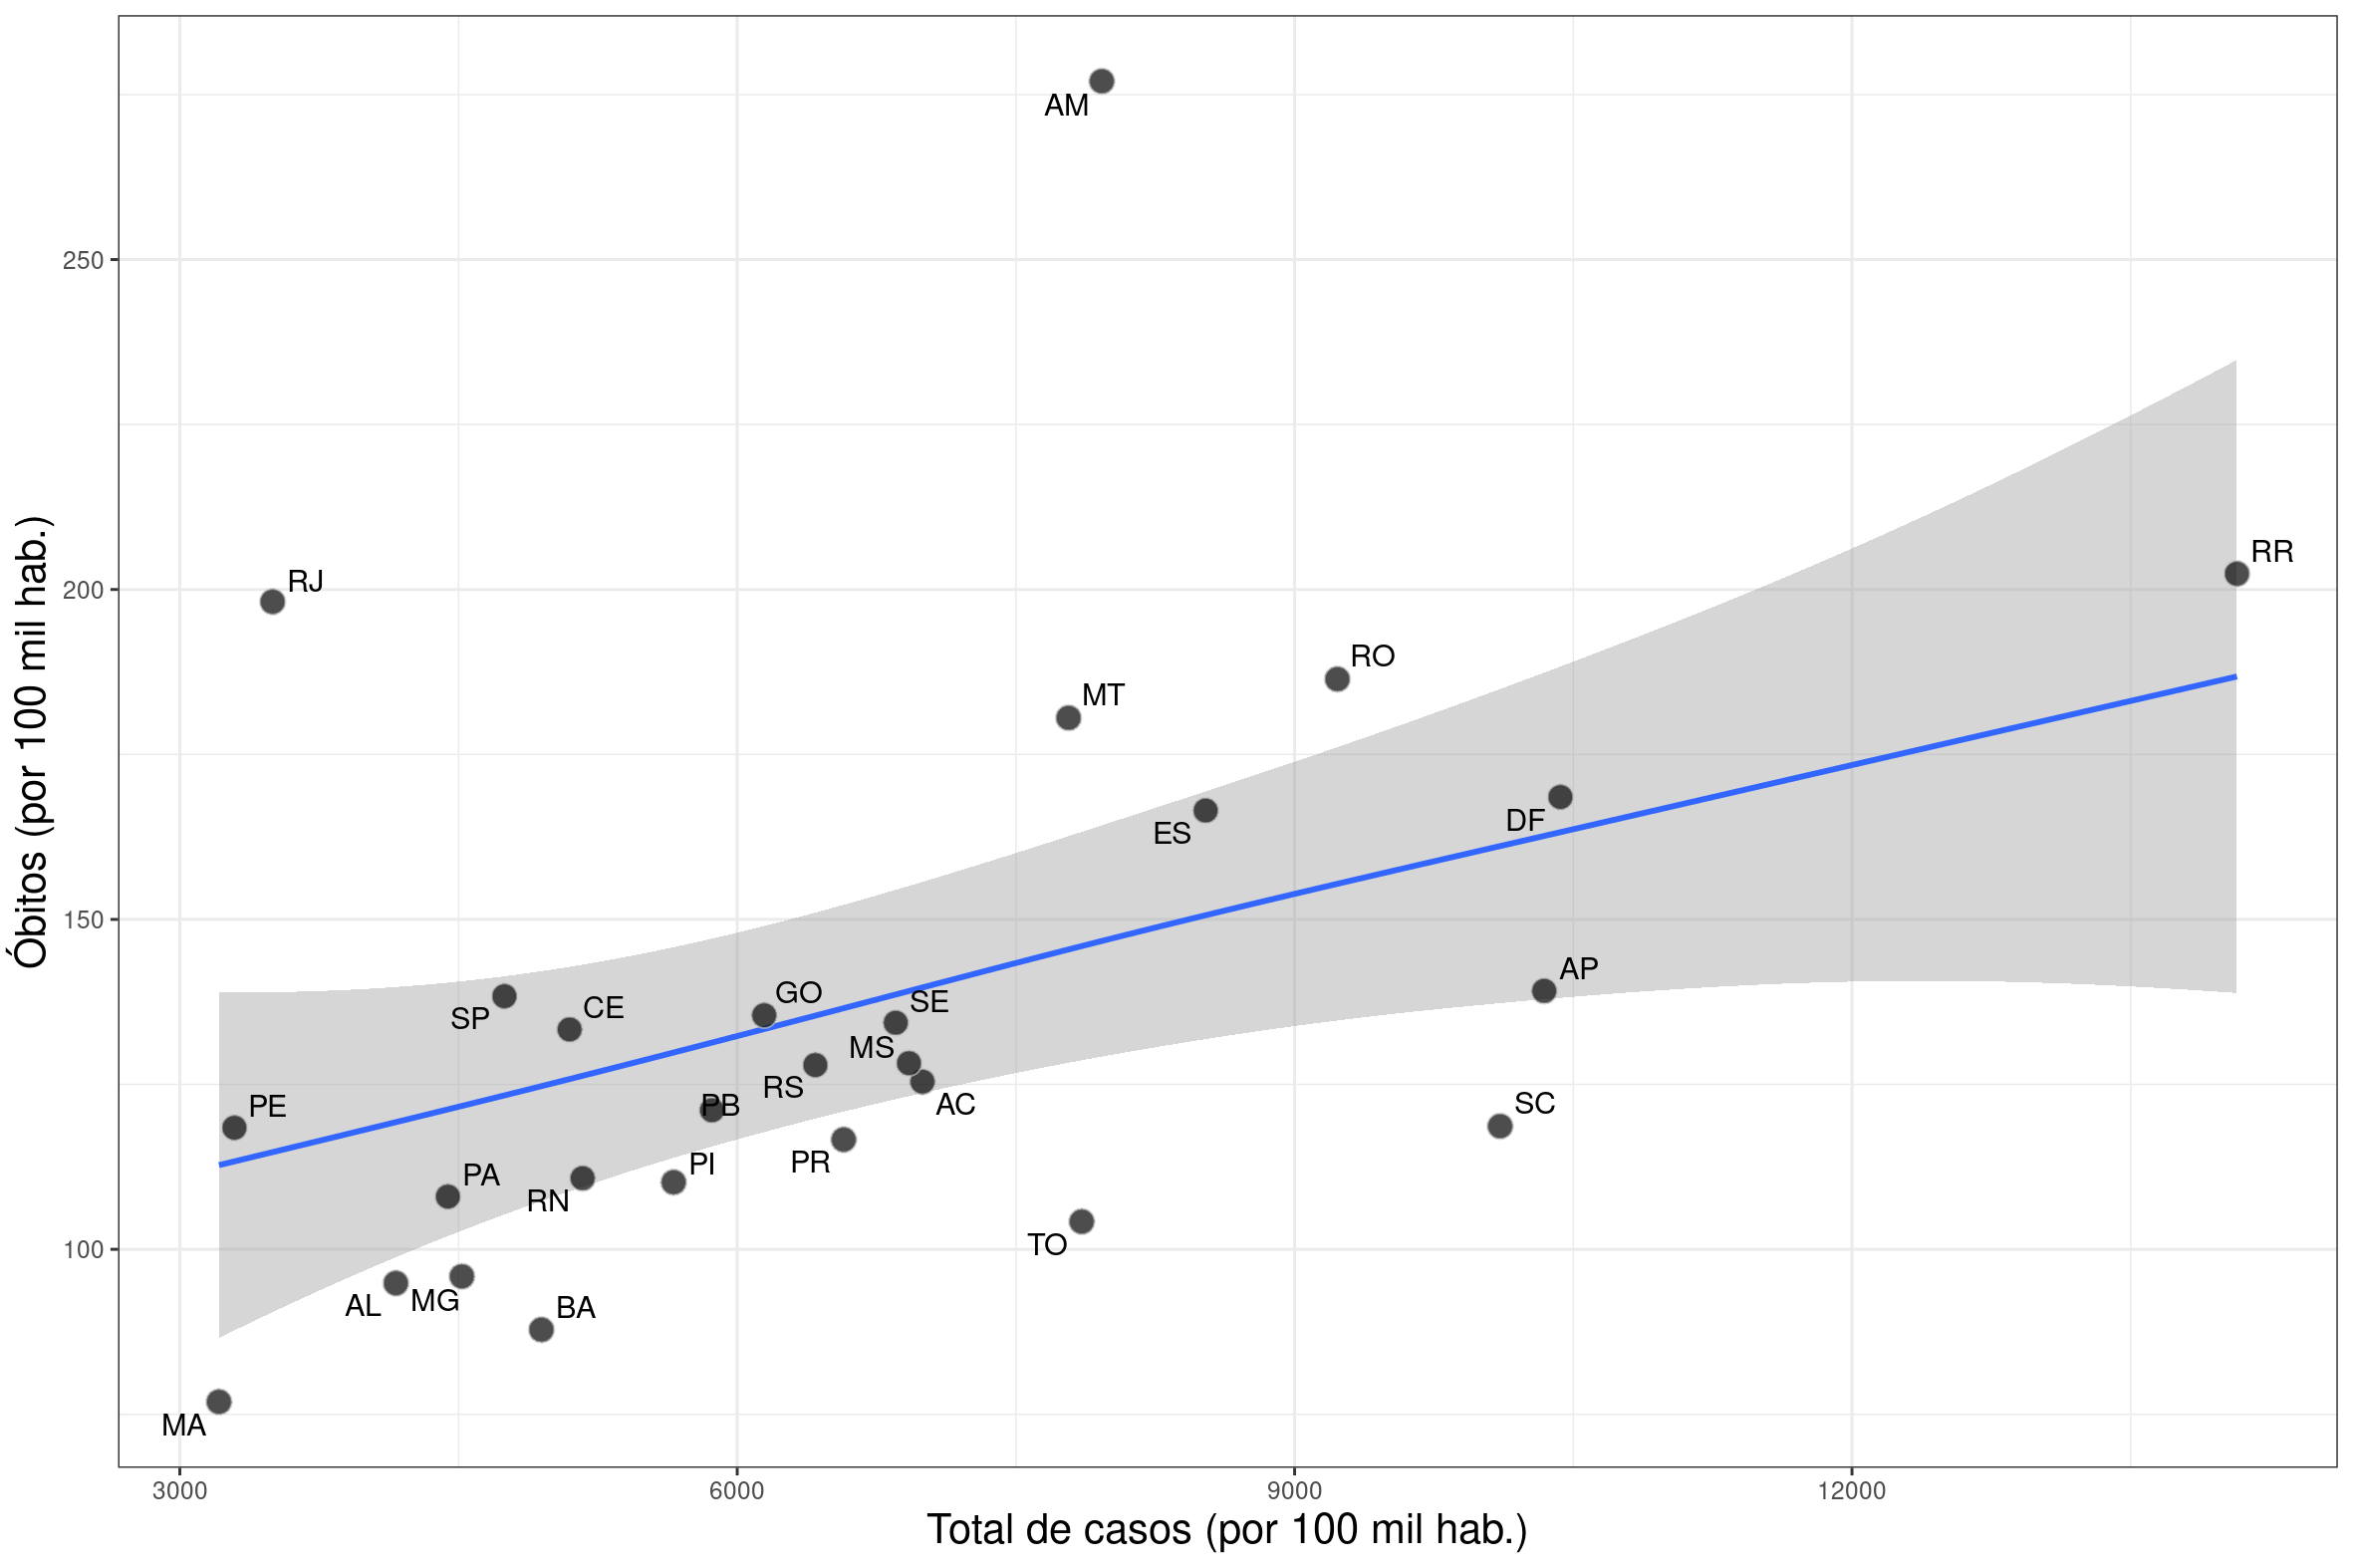 AM
250
RJ
200
RR
RO
MT
ES
DF
150
AP
SP
CE
GO
SE
MS
RS
PE
PB
AC
SC
PR
PI
PA
RN
TO
100
AL
MG
BA
MA
3000
6000
9000
12000
Total de casos (por 100 mil hab.)
Óbitos (por 100 mil hab.)